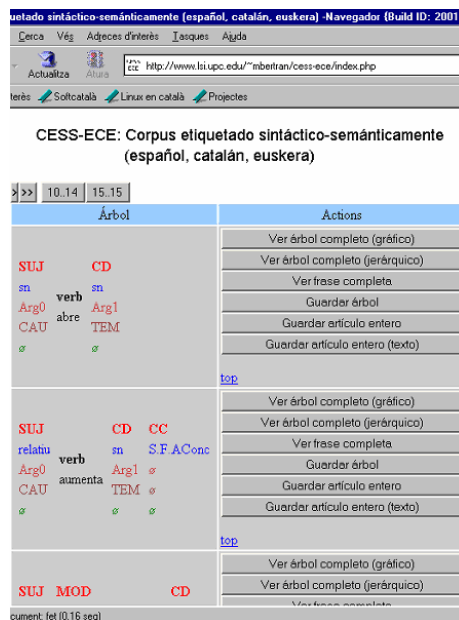 uetado sintáctico-semánticamente (español, catalán, euskera) -Navegador {Build ID: 2001
Cerca Vés Adreces d'interès Tasques Ajuda
Actualitza Atura http://www.lsi.upc.edu/~mbertran/cess-ece/index.php
terès Softcatalà Linux en català Projectes
CESS-ECE: Corpus etiquetado sintáctico-semánticamente
(español, catalán, euskera)
> >> 10..14 15..15
Árbol Actions
Ver árbol completo (gráfico)
SUJ CD Ver árbol completo (jerárquico)
sn verb sn Ver frase completa
Arg0 abre Arg1 Guardar árbol
CAU TEM Guardar artículo entero
ø ø Guardar artículo entero (texto)
top
Ver árbol completo (gráfico)
SUJ CD CC Ver árbol completo (jerárquico)
relatiu verb sn S.F.AConc Ver frase completa
Arg0 aumenta Arg1 ø Guardar árbol
CAU TEM ø Guardar artículo entero
ø ø ø Guardar artículo entero (texto)
top
Ver árbol completo (gráfico)
SUJ MOD CD Ver árbol completo (jerárquico)
Ver frase completa
cument: fet (0.16 seg)